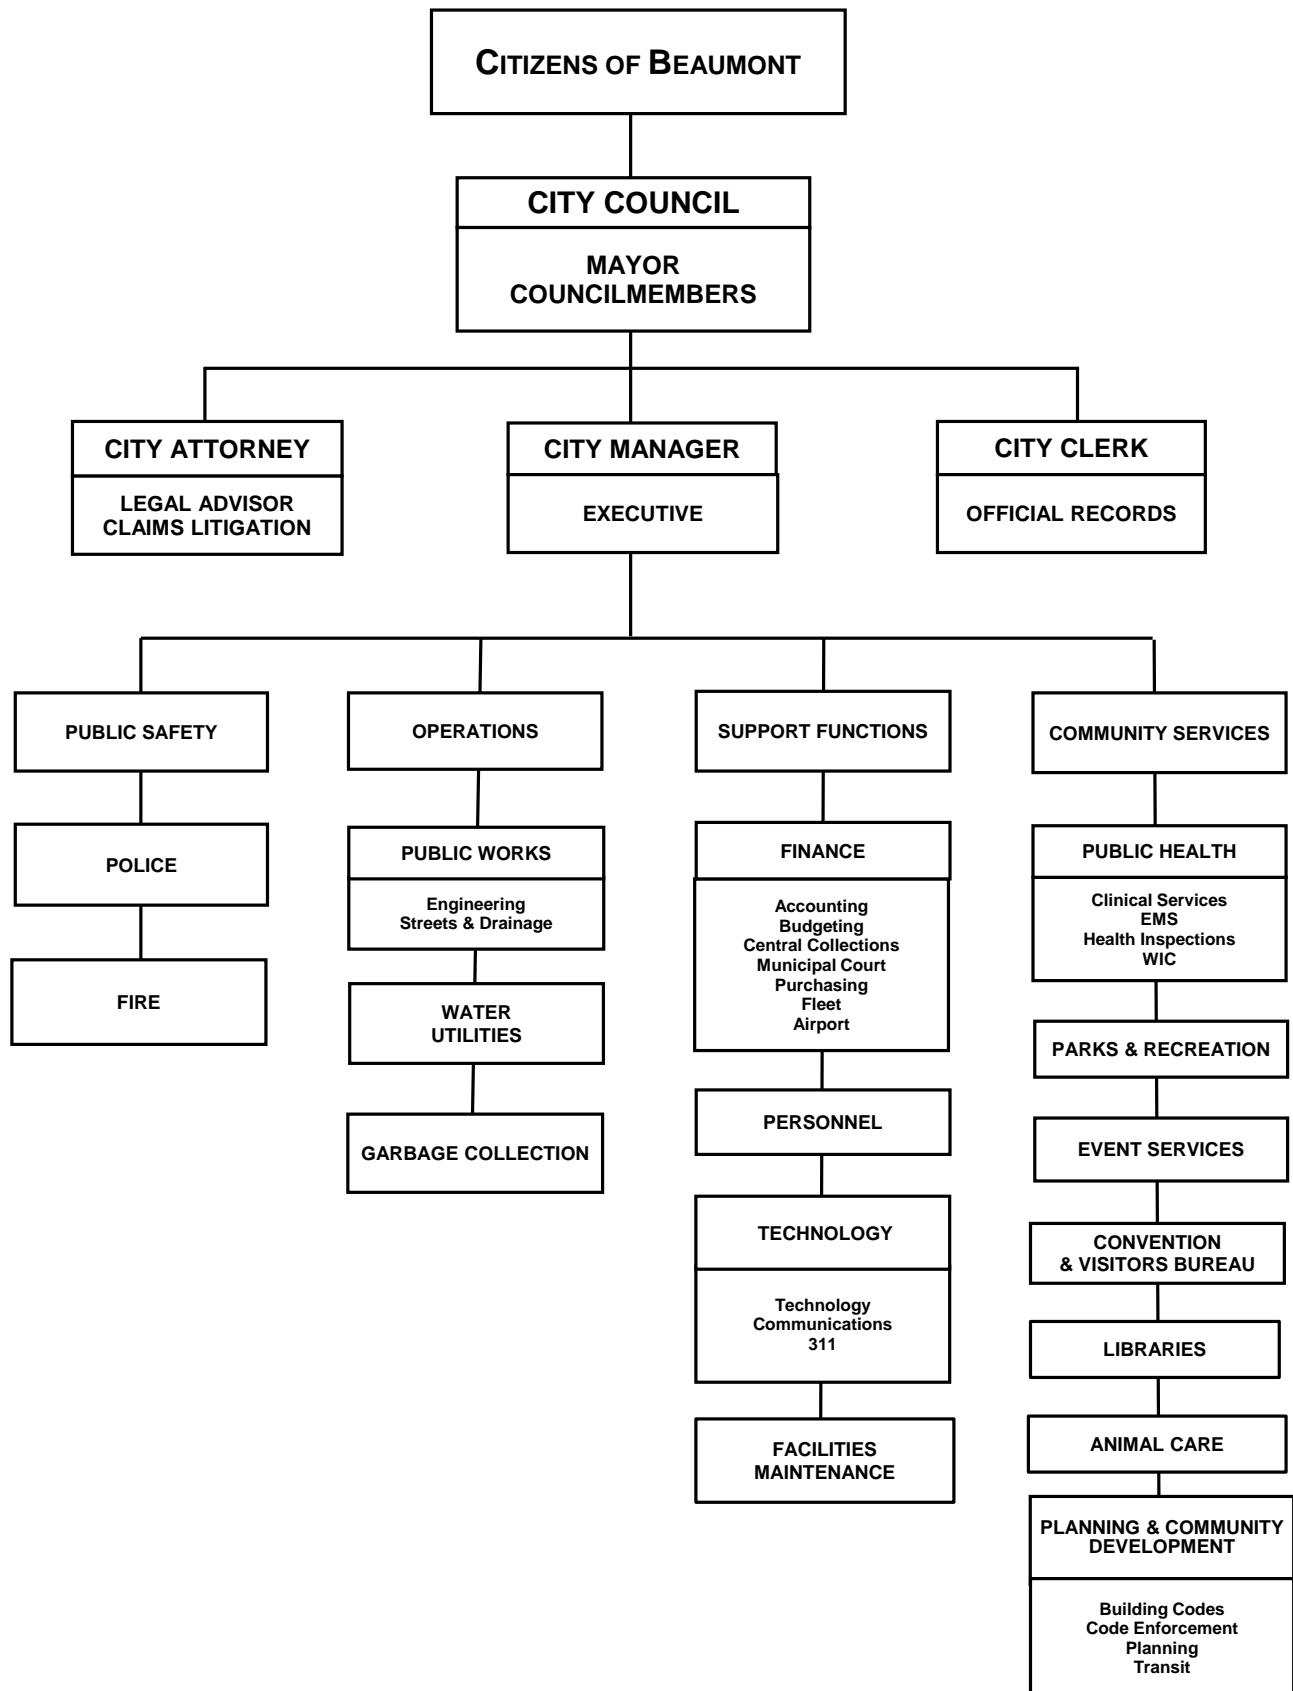 CITIZENS OF BEAUMONT
CITY COUNCIL
MAYOR
COUNCILMEMBERS
CITY ATTORNEY
LEGAL ADVISOR
CLAIMS LITIGATION
CITY MANAGER
EXECUTIVE
CITY CLERK
OFFICIAL RECORDS
PUBLIC SAFETY
POLICE
FIRE
OPERATIONS
PUBLIC WORKS
Engineering
Streets & Drainage
WATER
UTILITIES
GARBAGE COLLECTION
SUPPORT FUNCTIONS
FINANCE
Accounting
Budgeting
Central Collections
Municipal Court
Purchasing
Fleet
Airport
PERSONNEL
TECHNOLOGY
Technology
Communications
311
FACILITIES
MAINTENANCE
COMMUNITY SERVICES
PUBLIC HEALTH
Clinical Services
EMS
Health Inspections
WIC
PARKS & RECREATION
EVENT SERVICES
CONVENTION
& VISITORS BUREAU
LIBRARIES
ANIMAL CARE
PLANNING & COMMUNITY
DEVELOPMENT
Building Codes
Code Enforcement
Planning
Transit